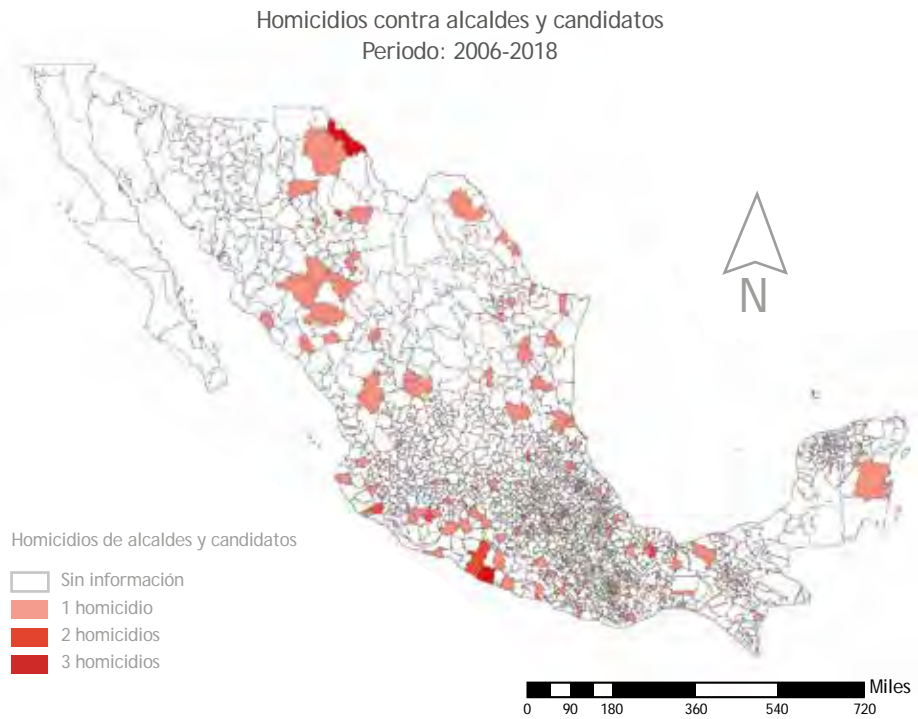 Homicidios contra alcaldes y candidatos
Periodo: 2006-2018
N
Homicidios de alcaldes y candidatos
Sin información
1 homicidio
2 homicidios
3 homicidios
Miles
0 90 180 360 540 720